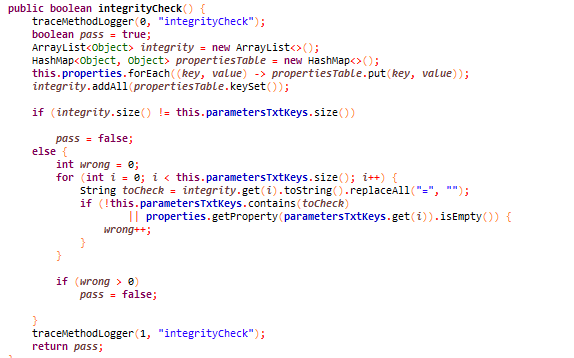 public boolean integrityCheck() {
traceMethodLogger(0, "integrityCheck");
boolean pass = true;
ArrayList<Object> integrity = new ArrayList<>();
HashMap<Object, Object> propertiesTable = new HashMap<>();
this.properties.forEach((key, value) -> propertiesTable.put(key, value));
integrity.addAll(propertiesTable.keySet());
if (integrity.size() != this.parametersTxtKeys.size())
pass = false;
else {
int wrong = 0;
for (int i = 0; i < this.parametersTxtKeys.size(); i++) {
String toCheck = integrity.get(i).toString().replaceAll("=", "");
if (!this.parametersTxtKeys.contains(toCheck)
|| properties.getProperty(parametersTxtKeys.get(i)).isEmpty()) {
wrong++;
}
}
if (wrong > 0)
pass = false;
}
traceMethodLogger(1, "integrityCheck");
return pass;